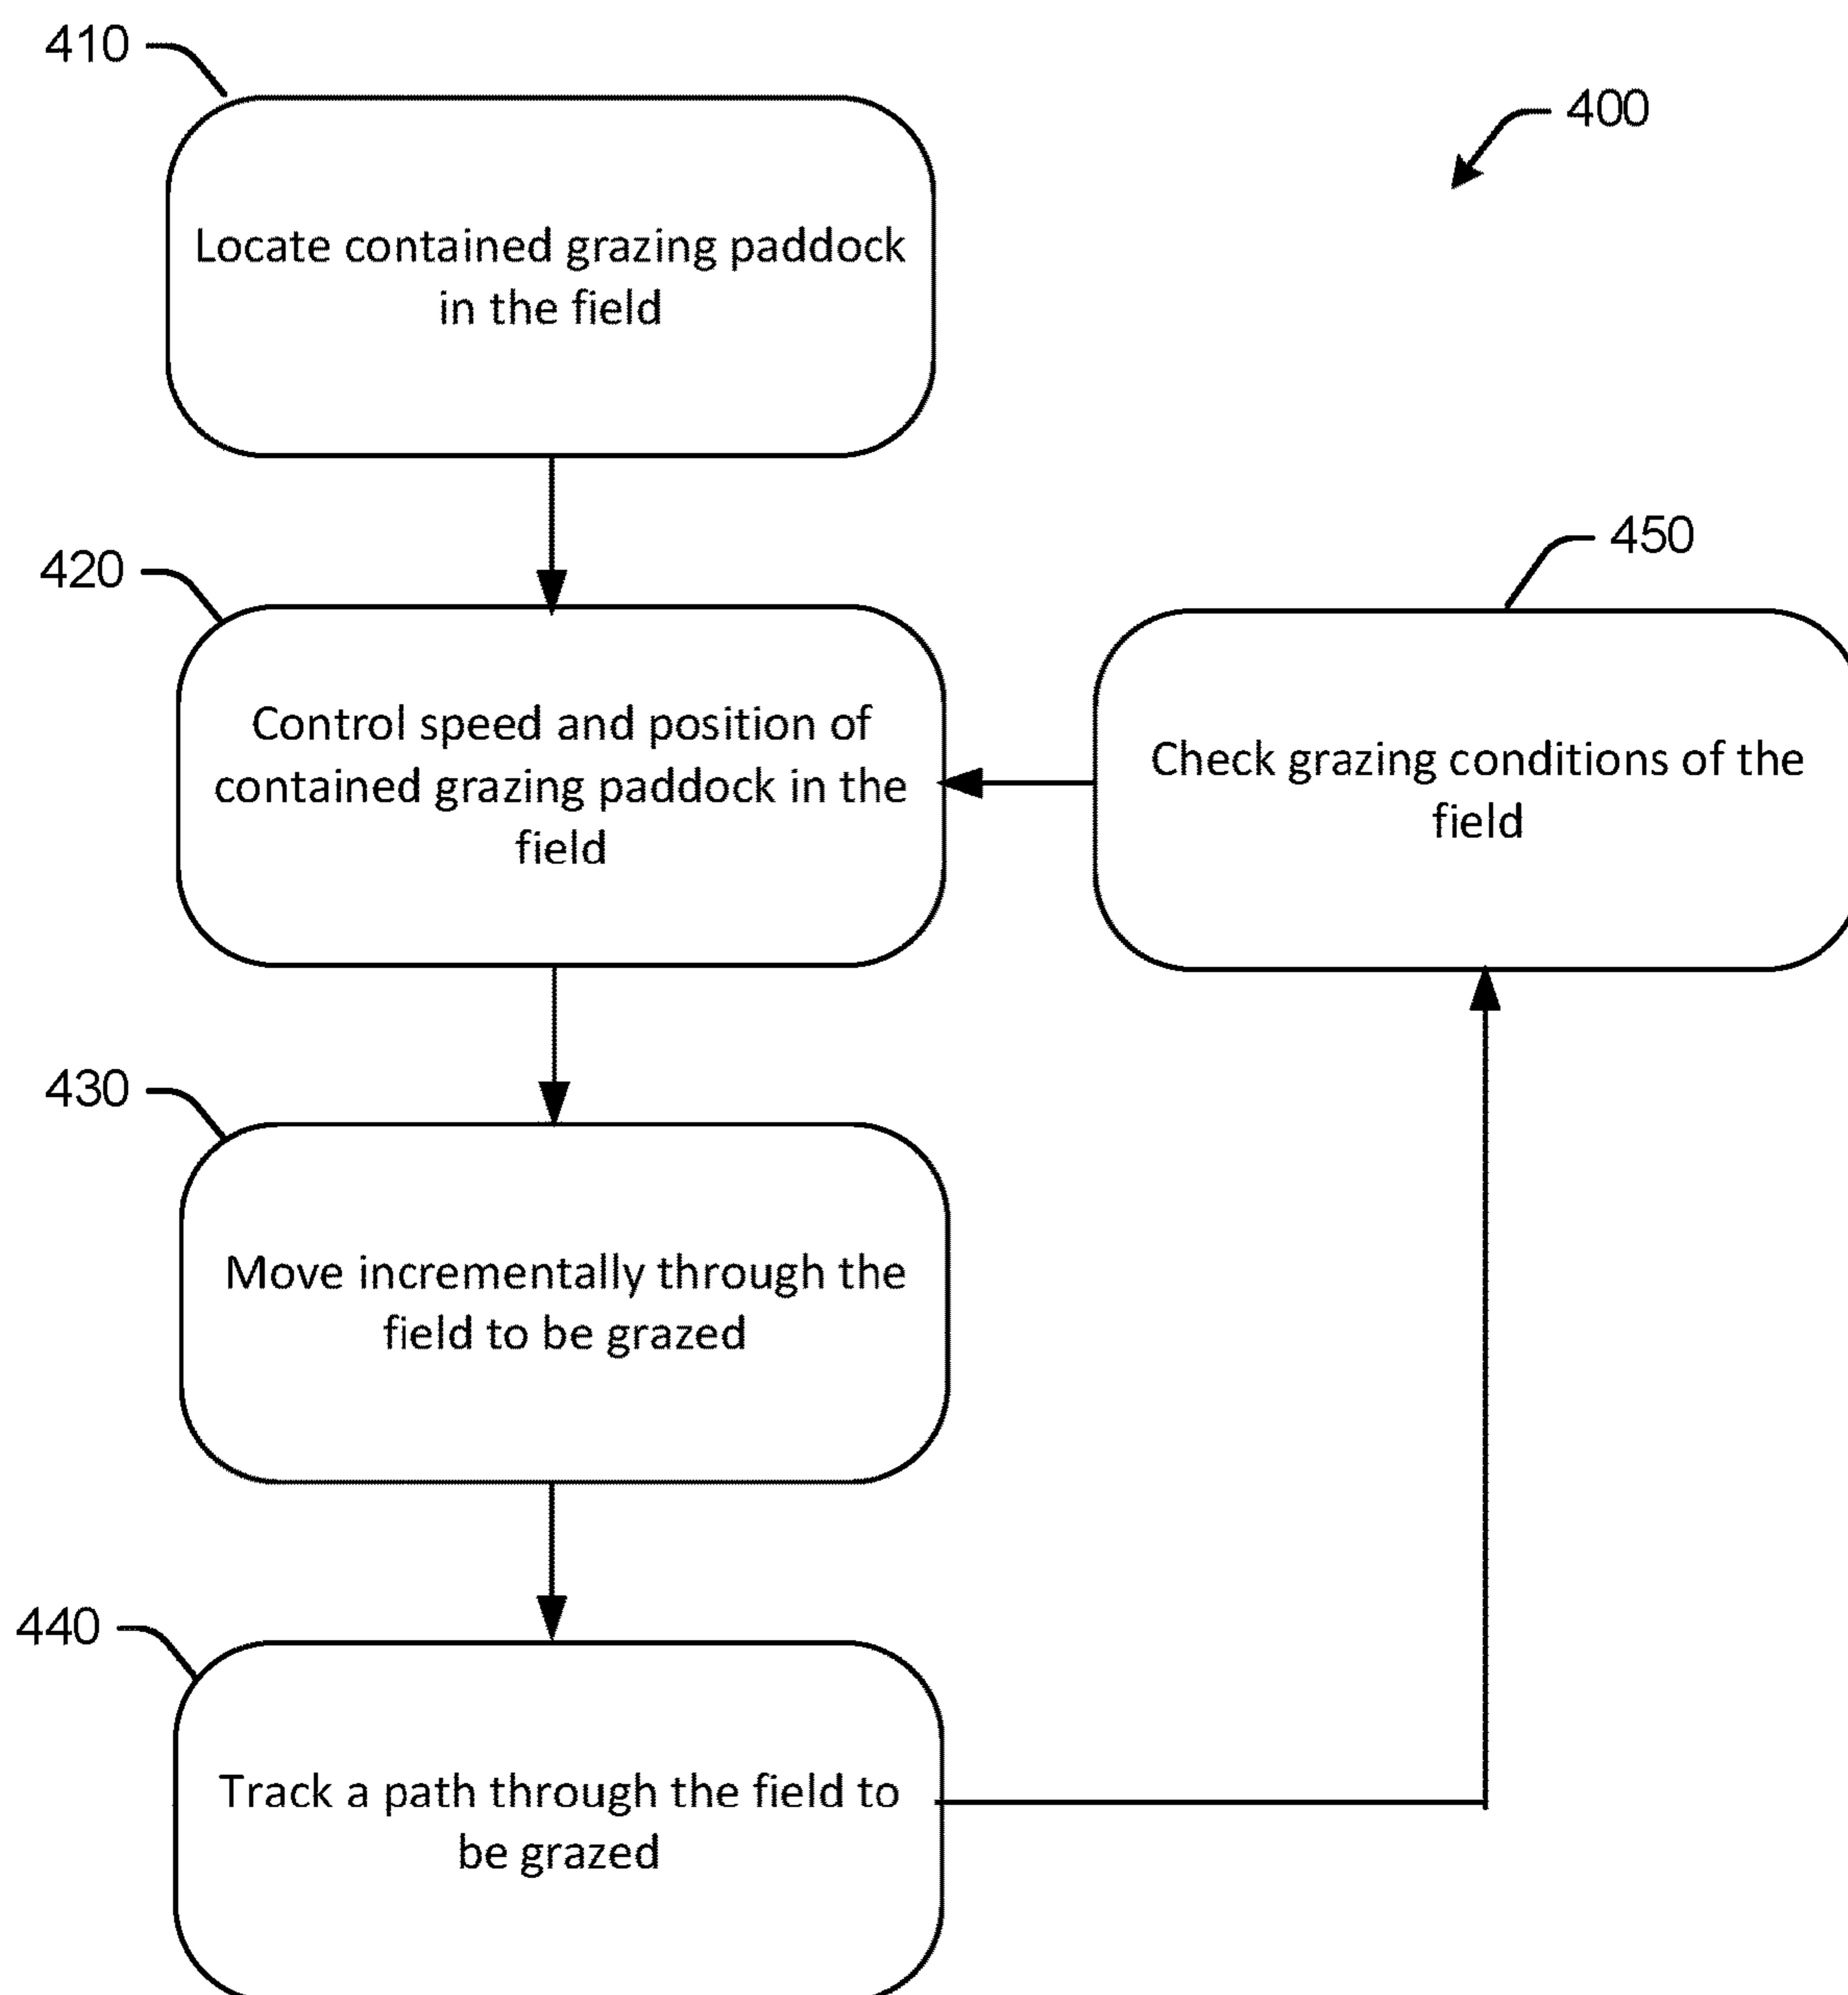 410
400
Locate contained grazing paddock
in the field
420
450
Control speed and position of
contained grazing paddock in the
field
Check grazing conditions of the
field
430
Move incrementally through the
field to be grazed
440
Track a path through the field to
be grazed